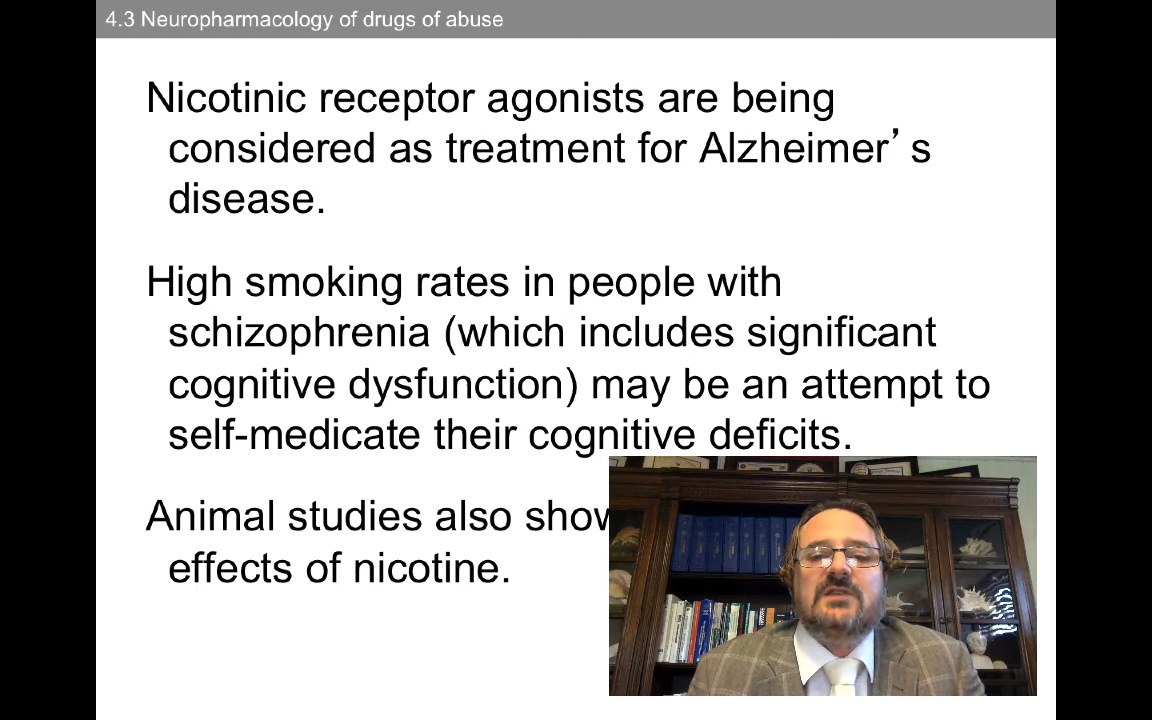 4.3 Neuropharmacology of drugs of abuse
Nicotinic receptor agonists are being
considered as treatment for Alzheimer’ s
disease.
High smoking rates in people with
schizophrenia (which includes significant
cognitive dysfunction) may be an attempt to
self-medicate their cognitive deficits.
Animal studies also show
effects of nicotine.